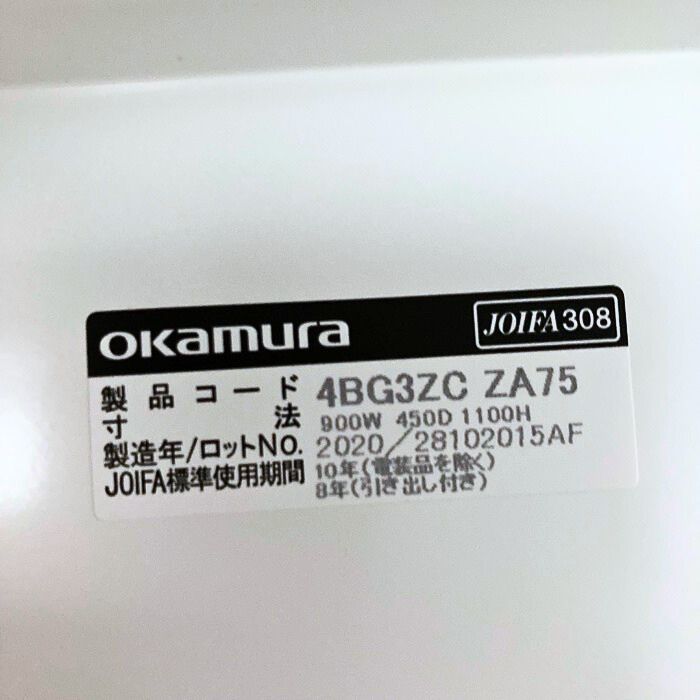 okamura JOIFA308
製品コード 4BG3ZC ZA75
寸法 900W 450D 1100H
製造年/ロットNO. 2020/28102015AF
JOIFA標準使用期間 10年(電装品を除く)
8年(引き出し付き)